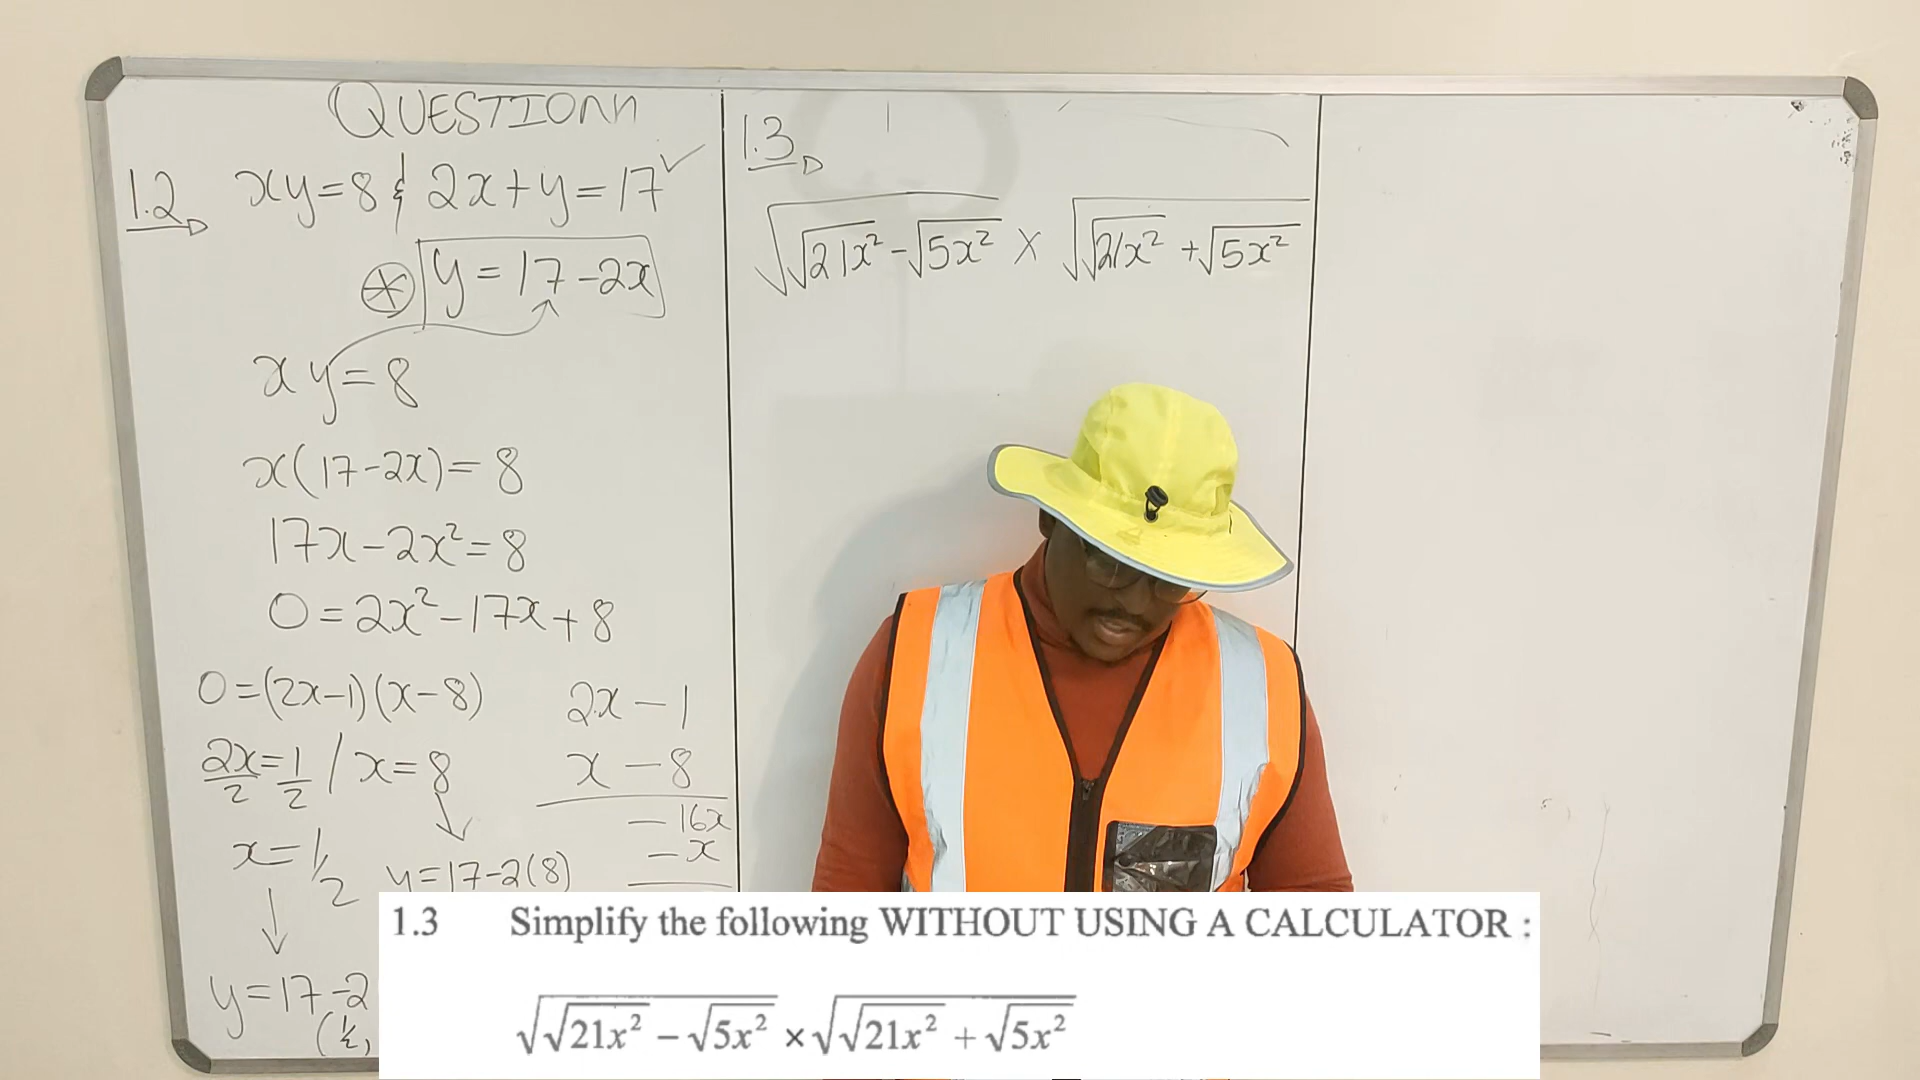 QUESTION 1
1.2 xy=8 & 2x+y=17 ✓
⊛ y=17-2x
xy=8
x(17-2x)=8
17x-2x²=8
0=2x²-17x+8
0=(2x-1)(x-8)
2x/2=1/2 / x=8
x=1/2
y=17-2
(½,
2x-1
x-8
-16x
-x
y=17-2(8)
1.3
√(√21x²-√5x²) × √(√21x²+√5x²)
1.3 Simplify the following WITHOUT USING A CALCULATOR :
√(√21x² − √5x²) × √(√21x² + √5x²)